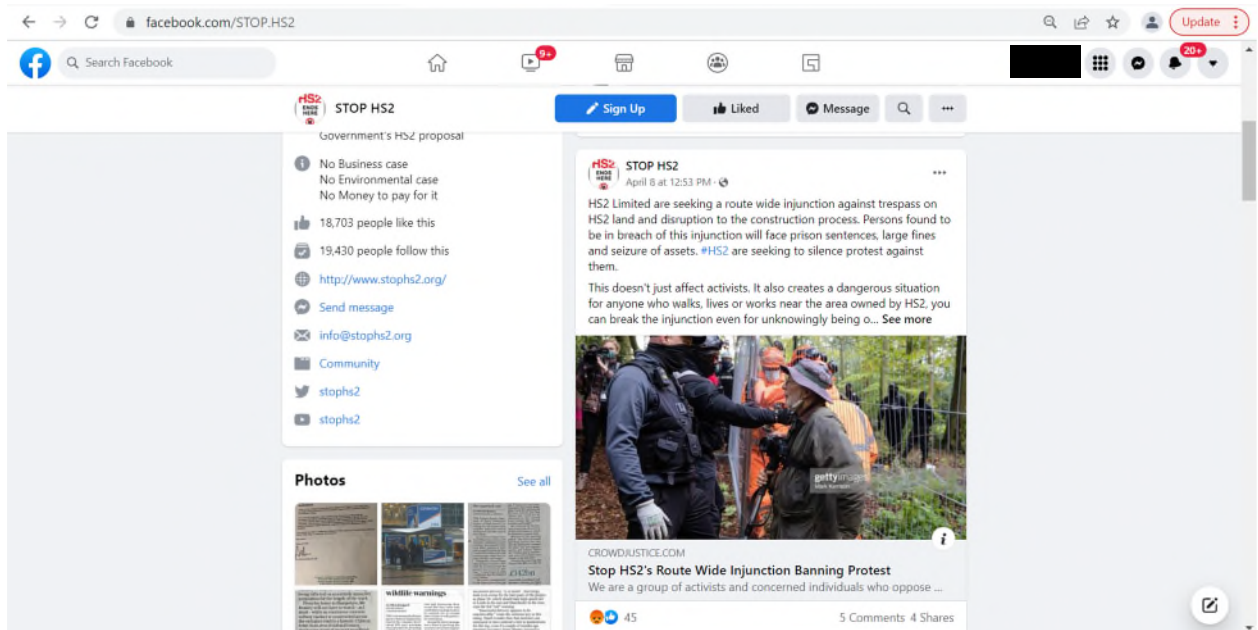 facebook.com/STOP.HS2
Update
Search Facebook
9+
20+
HS2
ENDS
HERE
STOP HS2
Sign Up
Liked
Message
Government's HS2 proposal
No Business case
No Environmental case
No Money to pay for it
18,703 people like this
19,430 people follow this
http://www.stophs2.org/
Send message
info@stophs2.org
Community
stophs2
stophs2
Photos
See all
wildlife warnings
HS2
ENDS
HERE
STOP HS2
April 8 at 12:53 PM ·
HS2 Limited are seeking a route wide injunction against trespass on
HS2 land and disruption to the construction process. Persons found to
be in breach of this injunction will face prison sentences, large fines
and seizure of assets. #HS2 are seeking to silence protest against
them.
This doesn't just affect activists. It also creates a dangerous situation
for anyone who walks, lives or works near the area owned by HS2, you
can break the injunction even for unknowingly being o... See more
gettyimages
CROWDJUSTICE.COM
Stop HS2's Route Wide Injunction Banning Protest
We are a group of activists and concerned individuals who oppose ...
45
5 Comments 4 Shares